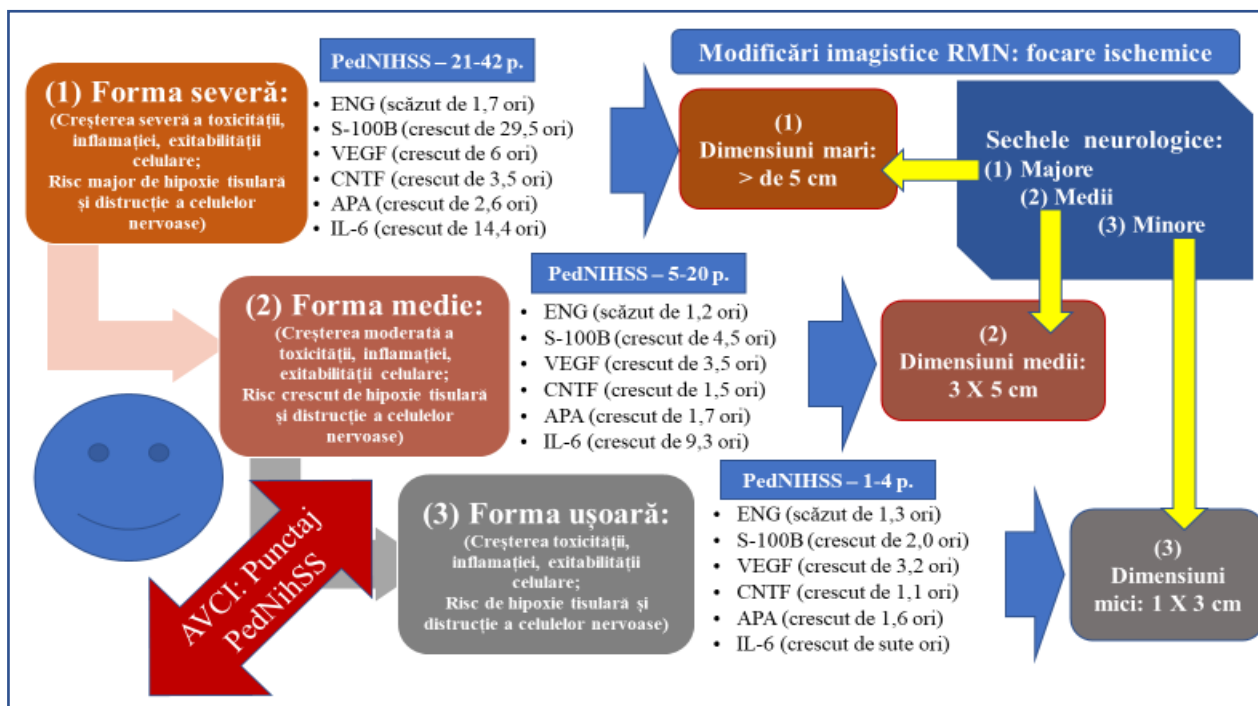 PedNIHSS – 21-42 p.
Modificări imagistice RMN: focare ischemice
(1) Forma severă:
(Creșterea severă a toxicității,
inflamației, exitabilității
celulare;
Risc major de hipoxie tisulară
și distrucție a celulelor
nervoase)
• ENG (scăzut de 1,7 ori)
• S-100B (crescut de 29,5 ori)
• VEGF (crescut de 6 ori)
• CNTF (crescut de 3,5 ori)
• APA (crescut de 2,6 ori)
• IL-6 (crescut de 14,4 ori)
(1)
Dimensiuni mari:
> de 5 cm
Sechele neurologice:
(1) Majore
(2) Medii
(3) Minore
PedNIHSS – 5-20 p.
(2) Forma medie:
(Creșterea moderată a
toxicității, inflamației,
exitabilității celulare;
Risc crescut de hipoxie tisulară
și distrucție a celulelor
nervoase)
• ENG (scăzut de 1,2 ori)
• S-100B (crescut de 4,5 ori)
• VEGF (crescut de 3,5 ori)
• CNTF (crescut de 1,5 ori)
• APA (crescut de 1,7 ori)
• IL-6 (crescut de 9,3 ori)
(2)
Dimensiuni medii:
3 X 5 cm
PedNIHSS – 1-4 p.
(3) Forma ușoară:
(Creșterea toxicității,
inflamației, exitabilității
celulare;
Risc de hipoxie tisulară și
distrucție a celulelor nervoase)
• ENG (scăzut de 1,3 ori)
• S-100B (crescut de 2,0 ori)
• VEGF (crescut de 3,2 ori)
• CNTF (crescut de 1,1 ori)
• APA (crescut de 1,6 ori)
• IL-6 (crescut de sute ori)
(3)
Dimensiuni
mici: 1 X 3 cm
AVCI: Punctaj
PedNihSS